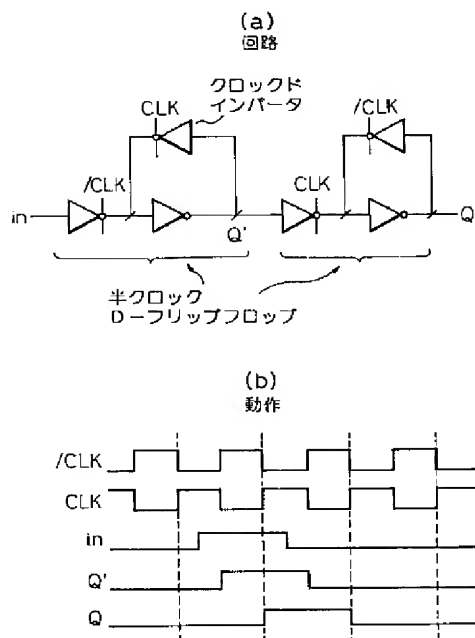 (a)
回路
クロックド
インバータ
CLK
/CLK
/CLK
CLK
in
Q'
Q
半クロック
D-フリップフロップ
(b)
動作
/CLK
CLK
in
Q'
Q